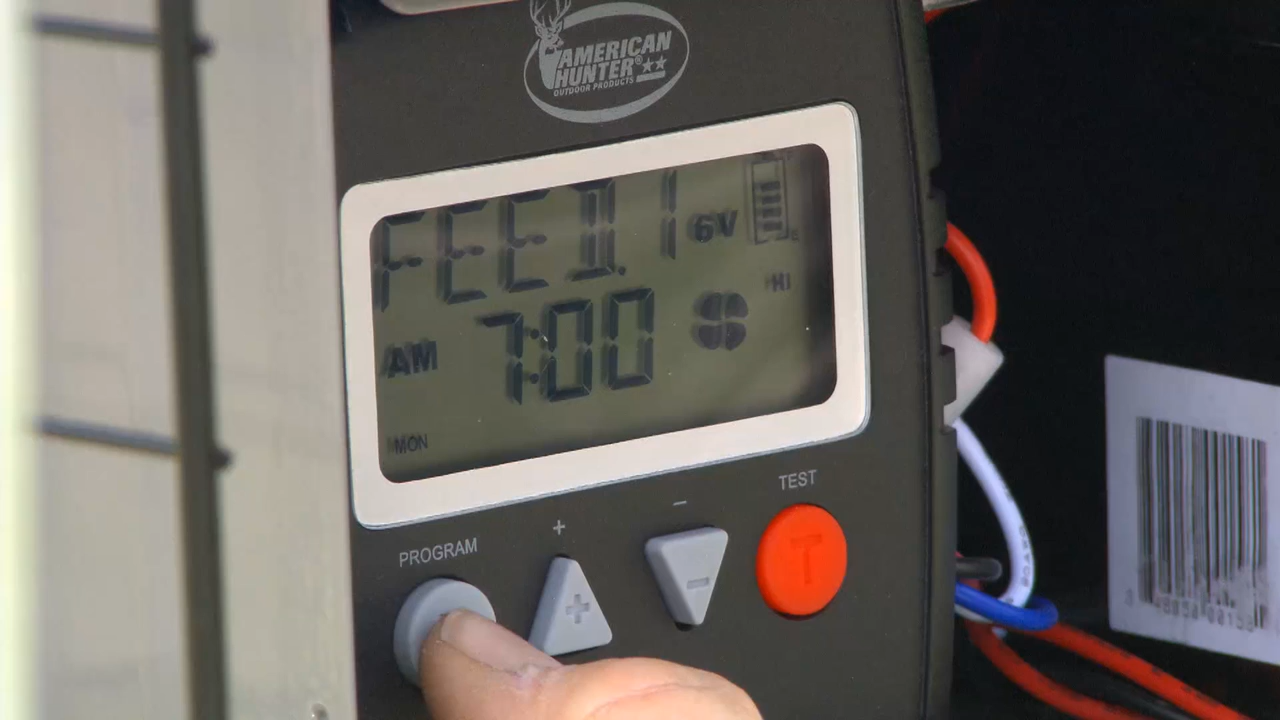 AMERICAN
HUNTER®
OUTDOOR PRODUCTS
FEED.1 6V
HI
AM 7:00
MON
PROGRAM + - TEST
+ - T